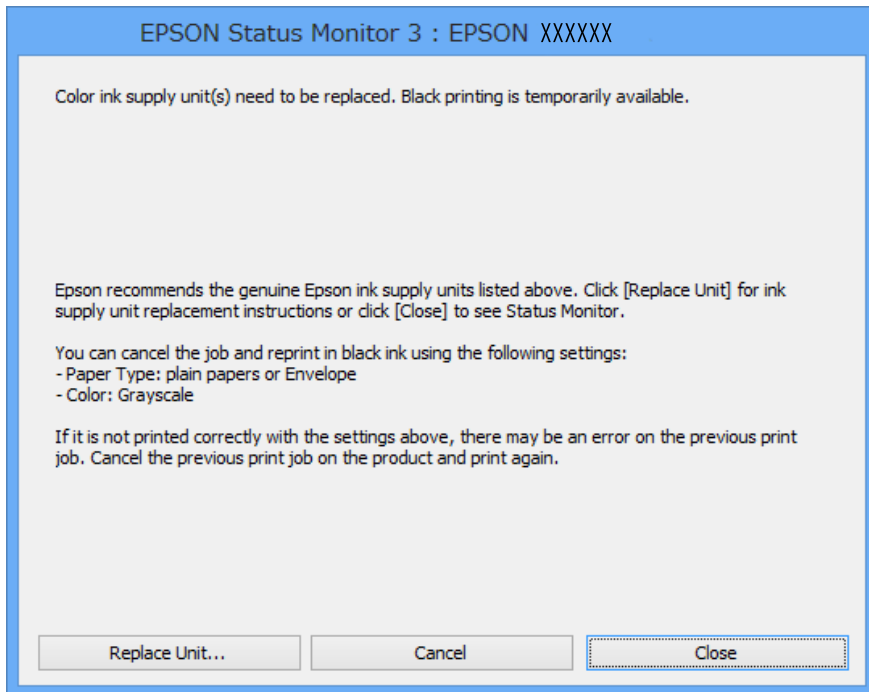 EPSON Status Monitor 3 : EPSON XXXXXX
Color ink supply unit(s) need to be replaced. Black printing is temporarily available.
Epson recommends the genuine Epson ink supply units listed above. Click [Replace Unit] for ink
supply unit replacement instructions or click [Close] to see Status Monitor.
You can cancel the job and reprint in black ink using the following settings:
- Paper Type: plain papers or Envelope
- Color: Grayscale
If it is not printed correctly with the settings above, there may be an error on the previous print
job. Cancel the previous print job on the product and print again.
Replace Unit...
Cancel
Close